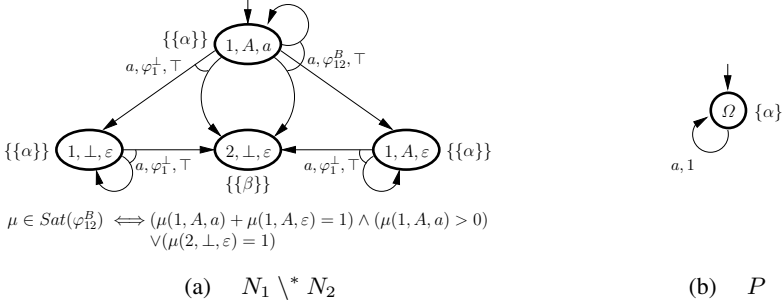 {{α}}
1, A, a
a, φ₁^⊥, ⊤
a, φ₁₂^B, ⊤
{{α}}
1, ⊥, ε
a, φ₁^⊥, ⊤
2, ⊥, ε
{{β}}
a, φ₁^⊥, ⊤
1, A, ε
{{α}}
Ω
{α}
a, 1
μ ∈ Sat(φ₁₂^B) ⟺ (μ(1, A, a) + μ(1, A, ε) = 1) ∧ (μ(1, A, a) > 0)
∨(μ(2, ⊥, ε) = 1)
(a) N₁ \* N₂
(b) P